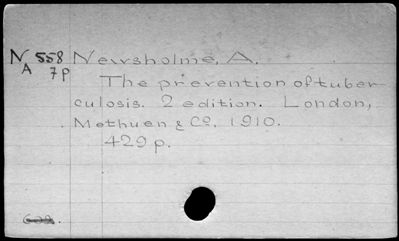 N 558 Newsholme, A.
A 7P
The prevention of tuber-
culosis. 2 edition. London,
Methuen & Co. 1910.
429 p.